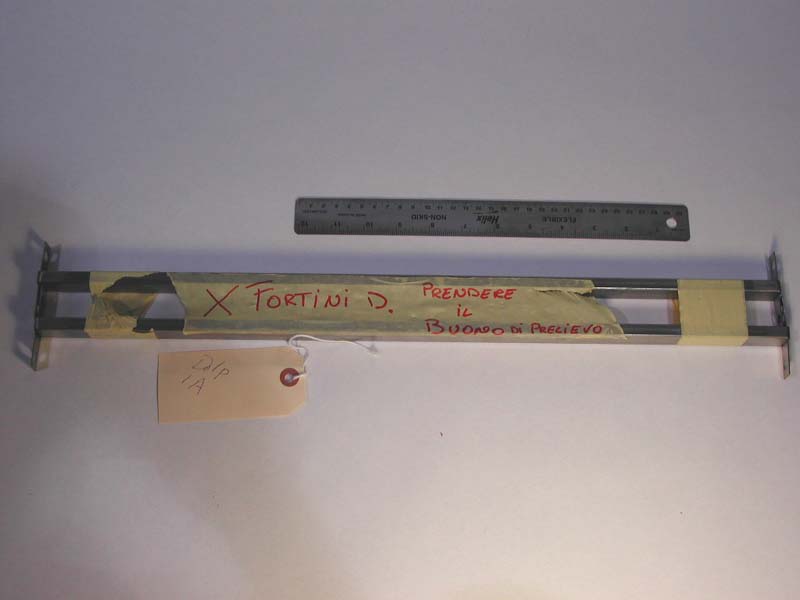 FLEXIBLE
Helix
NON-SKID
X FORTINI D. PRENDERE
IL
BUONO DI PRELIEVO
1A